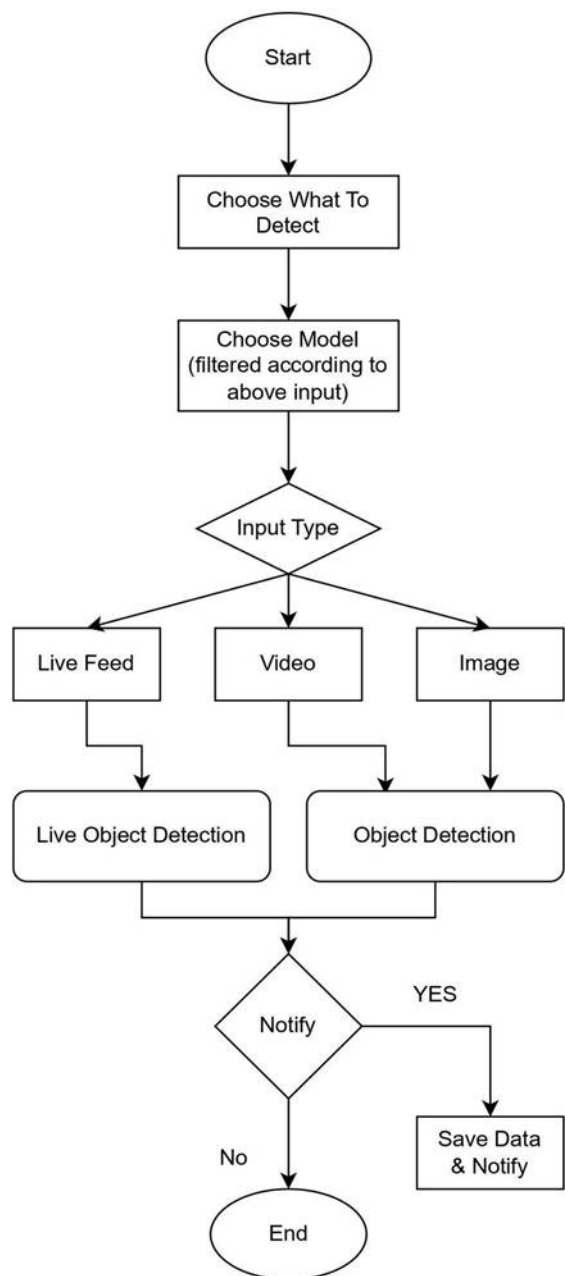 Start
Choose What To
Detect
Choose Model
(filtered according to
above input)
Input Type
Live Feed
Video
Image
Live Object Detection
Object Detection
YES
Notify
Save Data
& Notify
No
End